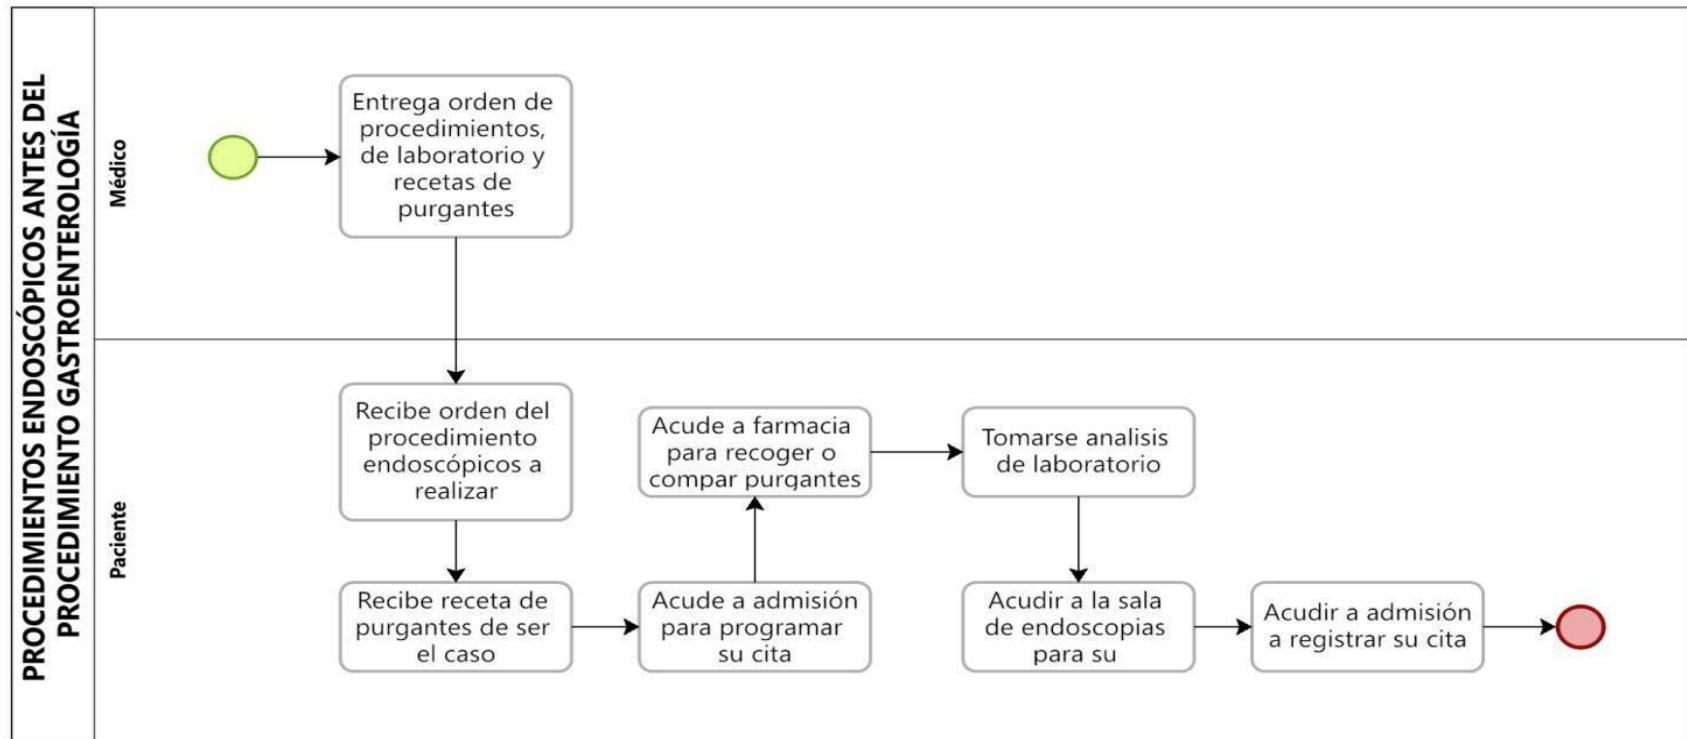 PROCEDIMIENTOS ENDOSCÓPICOS ANTES DEL
PROCEDIMIENTO GASTROENTEROLOGÍA
Médico
Entrega orden de
procedimientos,
de laboratorio y
recetas de
purgantes
Paciente
Recibe orden del
procedimiento
endoscópicos a
realizar
Recibe receta de
purgantes de ser
el caso
Acude a admisión
para programar
su cita
Acude a farmacia
para recoger o
compar purgantes
Tomarse analisis
de laboratorio
Acudir a la sala
de endoscopias
para su
Acudir a admisión
a registrar su cita